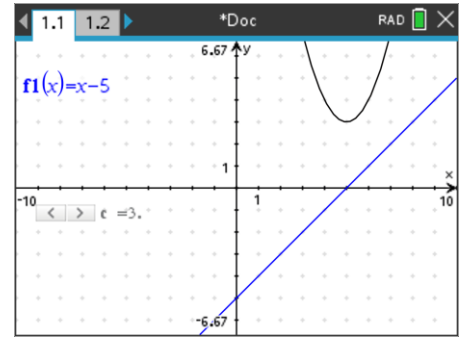 1.1 1.2 *Doc RAD
6.67 y
f1(x)=x−5
1
x
-10 1 10
< > c =3.
-6.67